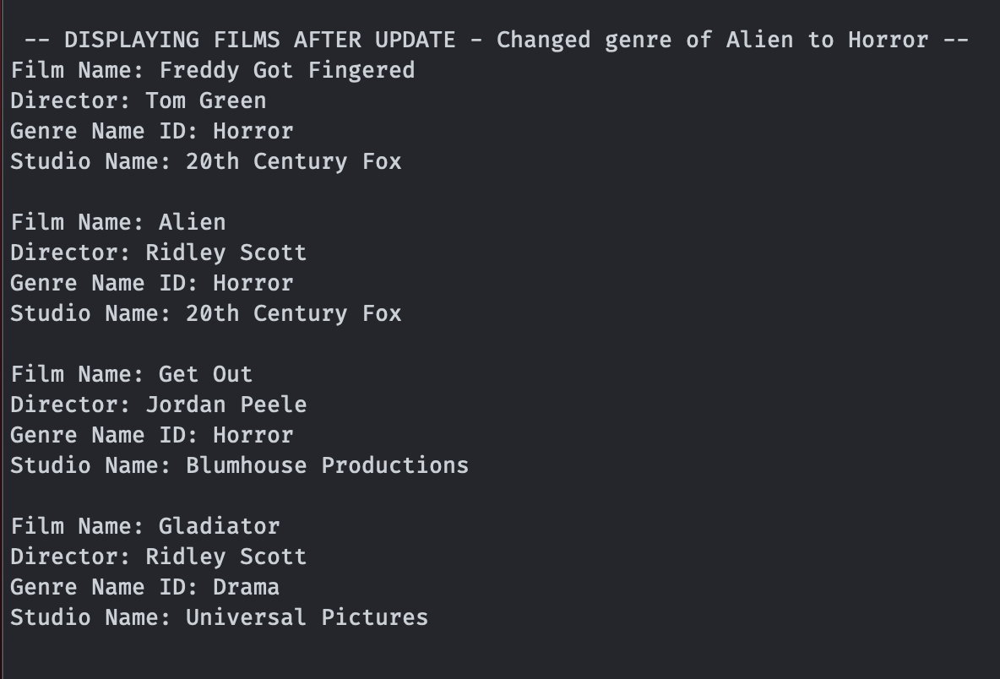 -- DISPLAYING FILMS AFTER UPDATE - Changed genre of Alien to Horror --
Film Name: Freddy Got Fingered
Director: Tom Green
Genre Name ID: Horror
Studio Name: 20th Century Fox
Film Name: Alien
Director: Ridley Scott
Genre Name ID: Horror
Studio Name: 20th Century Fox
Film Name: Get Out
Director: Jordan Peele
Genre Name ID: Horror
Studio Name: Blumhouse Productions
Film Name: Gladiator
Director: Ridley Scott
Genre Name ID: Drama
Studio Name: Universal Pictures